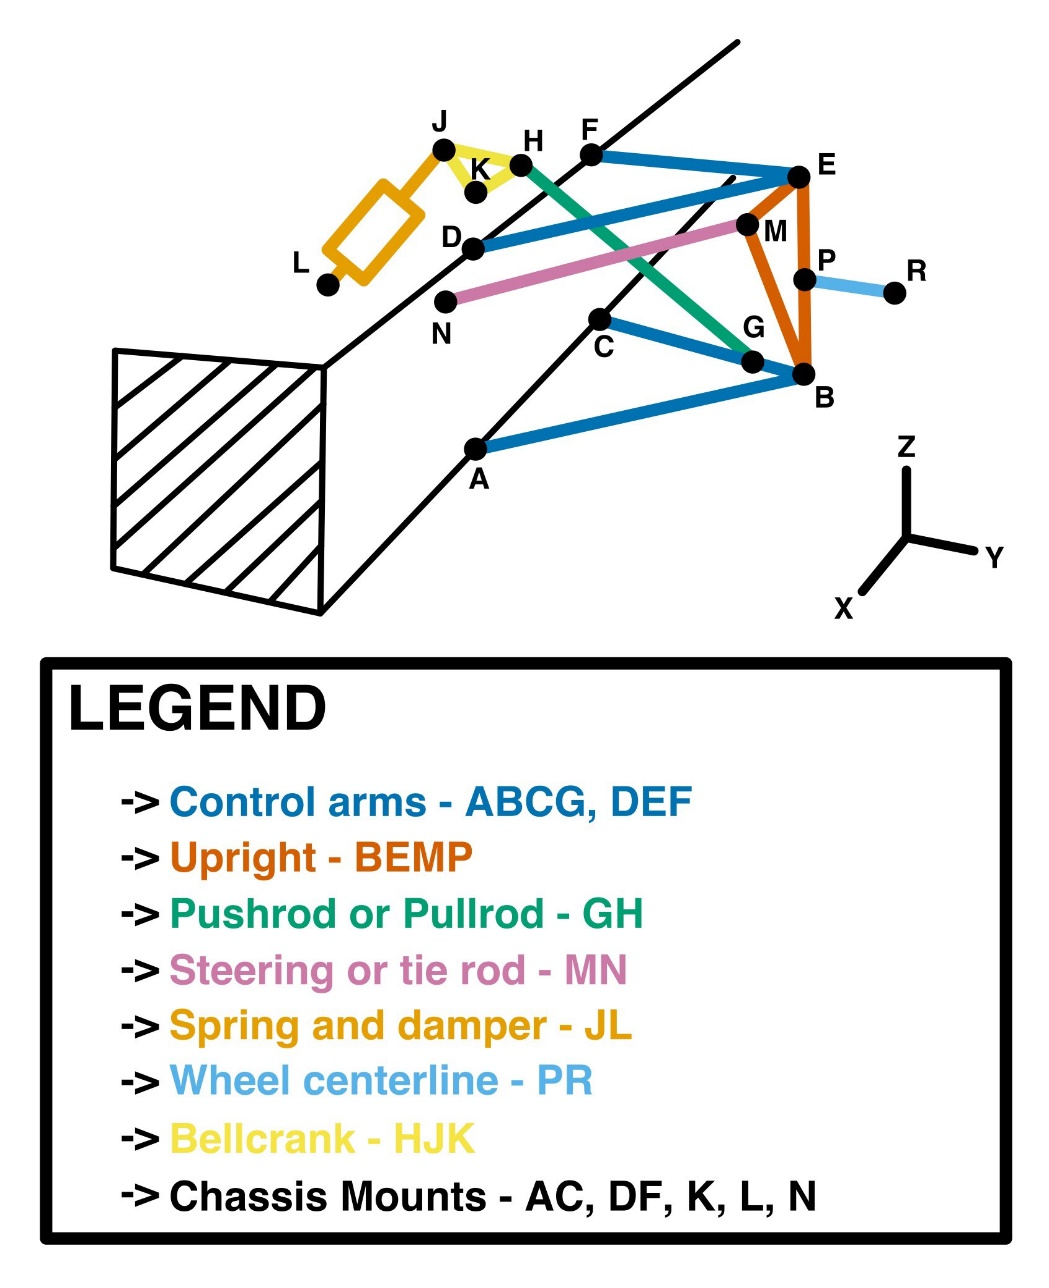 J
H
F
K
E
D
M
L
P
R
N
G
C
B
A
Z
Y
X
LEGEND
-> Control arms - ABCG, DEF
-> Upright - BEMP
-> Pushrod or Pullrod - GH
-> Steering or tie rod - MN
-> Spring and damper - JL
-> Wheel centerline - PR
-> Bellcrank - HJK
-> Chassis Mounts - AC, DF, K, L, N